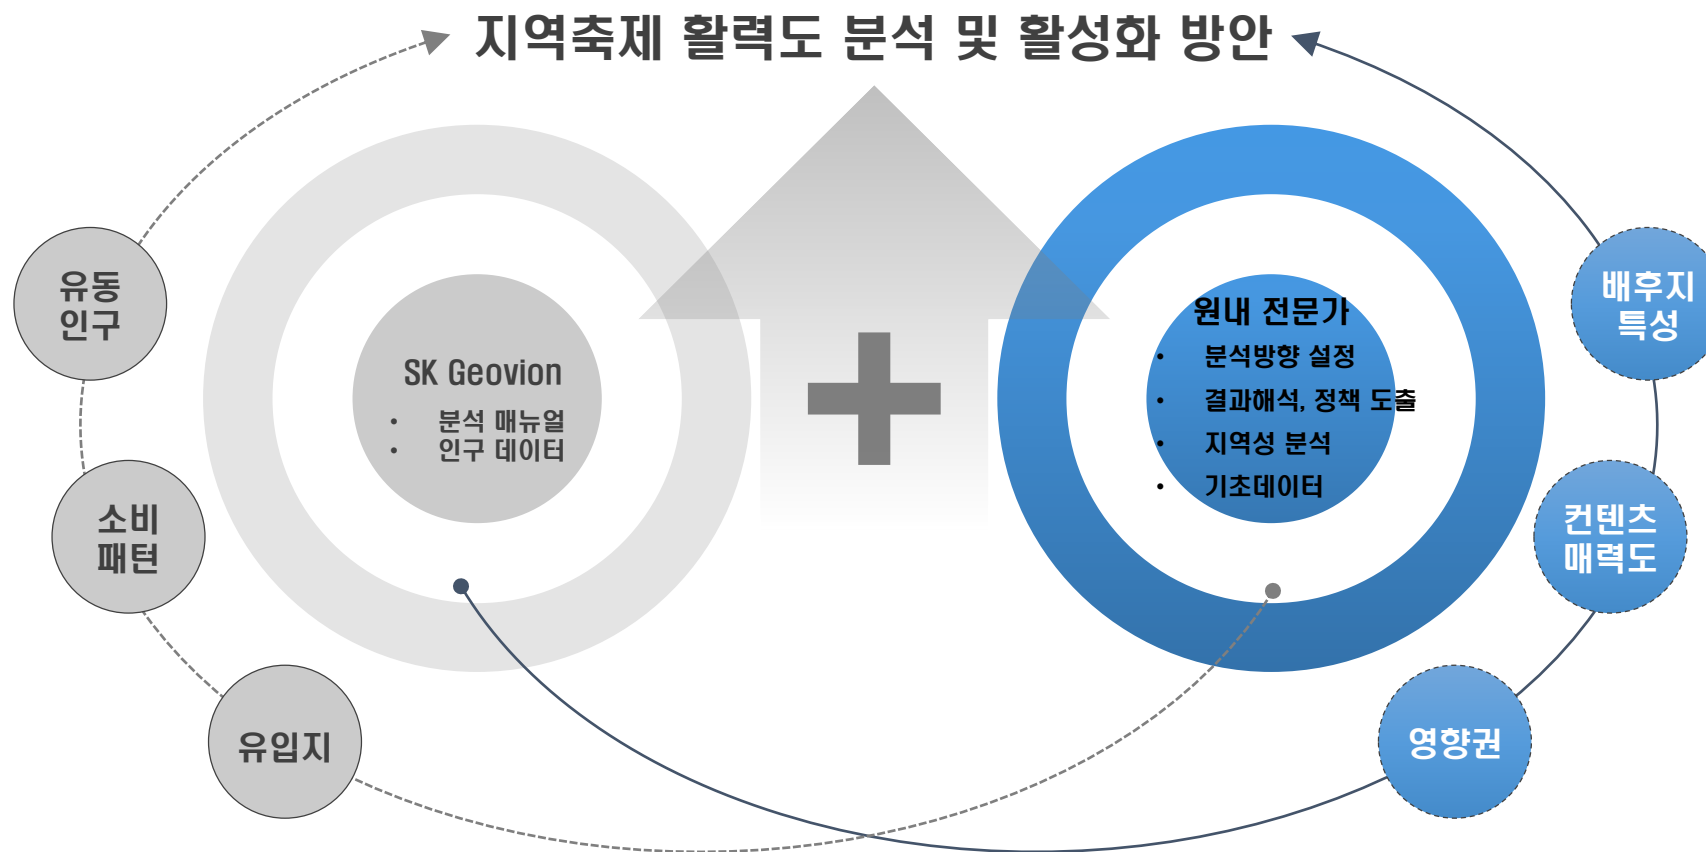 지역축제 활력도 분석 및 활성화 방안
유동
인구
소비
패턴
유입지
SK Geovion
• 분석 매뉴얼
• 인구 데이터
+
원내 전문가
• 분석방향 설정
• 결과해석, 정책 도출
• 지역성 분석
• 기초데이터
배후지
특성
컨텐츠
매력도
영향권